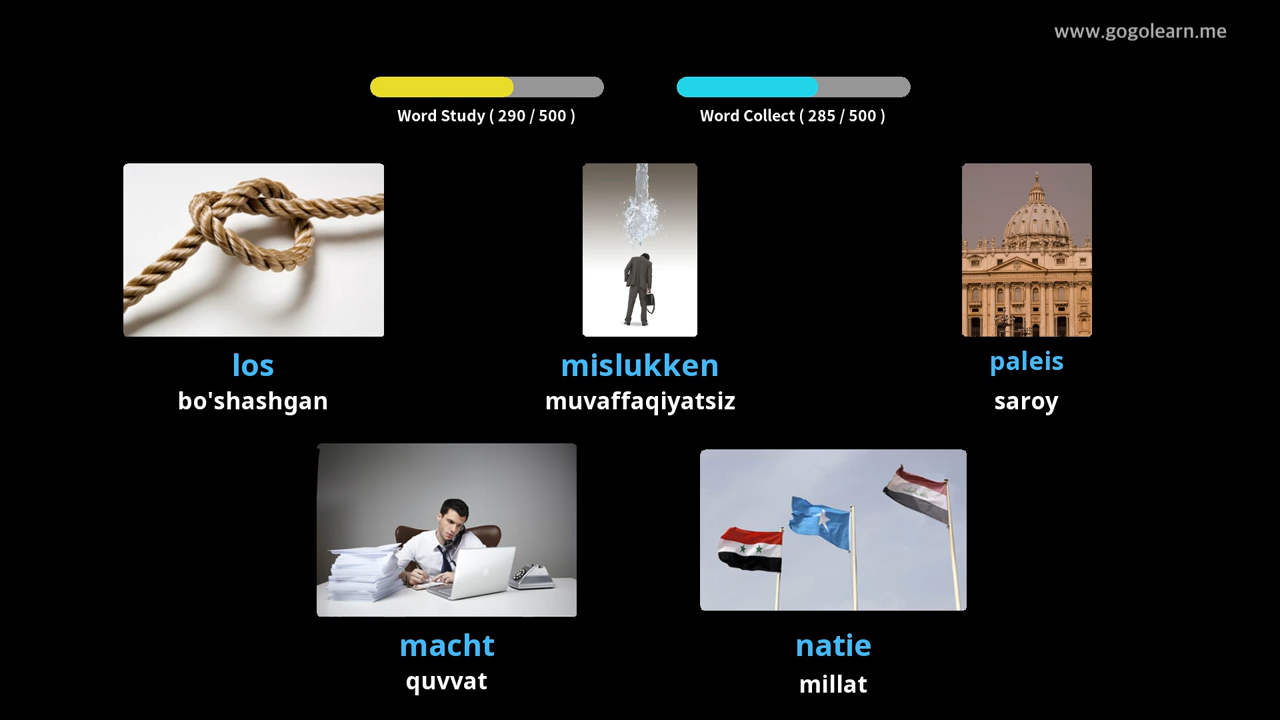 www.gogolearn.me
Word Study ( 290 / 500 )
Word Collect ( 285 / 500 )
los
mislukken
paleis
bo'shashgan
muvaffaqiyatsiz
saroy
macht
natie
quvvat
millat